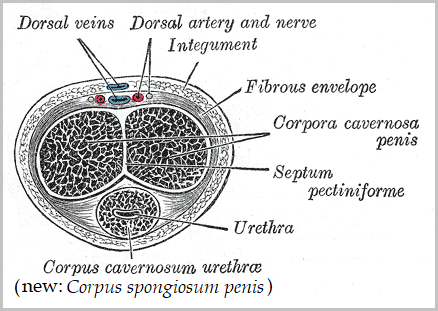 Dorsal veins
Dorsal artery and nerve
Integument
Fibrous envelope
Corpora cavernosa
penis
Septum
pectiniforme
Urethra
Corpus cavernosum urethræ
(new: Corpus spongiosum penis)